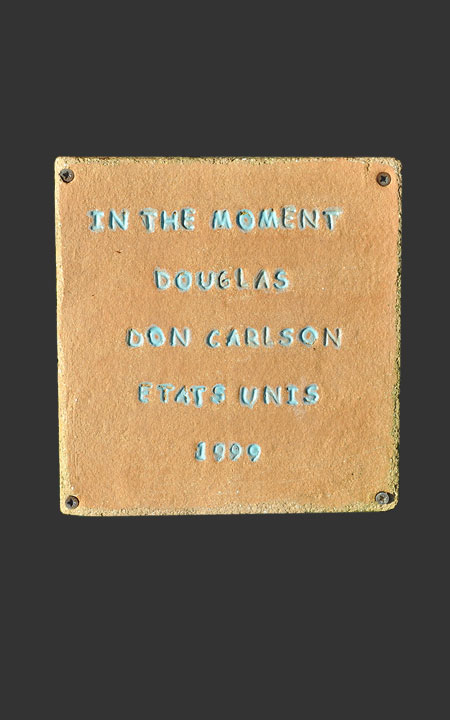 IN THE MOMENT
DOUGLAS
DON CARLSON
ETATS UNIS
1999